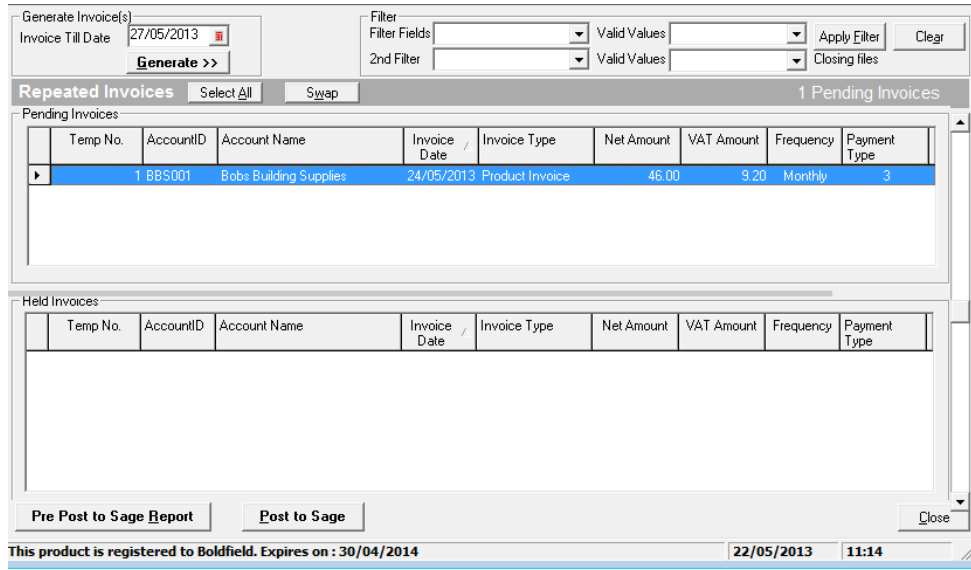 Generate Invoice(s)
Invoice Till Date 27/05/2013
Generate >>
Filter
Filter Fields Valid Values Apply Filter Clear
2nd Filter Valid Values Closing files
Repeated Invoices Select All Swap 1 Pending Invoices
Pending Invoices
Temp No. AccountID Account Name Invoice Date Invoice Type Net Amount VAT Amount Frequency Payment Type
1 BBS001 Bobs Building Supplies 24/05/2013 Product Invoice 46.00 9.20 Monthly 3
Held Invoices
Temp No. AccountID Account Name Invoice Date Invoice Type Net Amount VAT Amount Frequency Payment Type
Pre Post to Sage Report Post to Sage Close
This product is registered to Boldfield. Expires on : 30/04/2014 22/05/2013 11:14